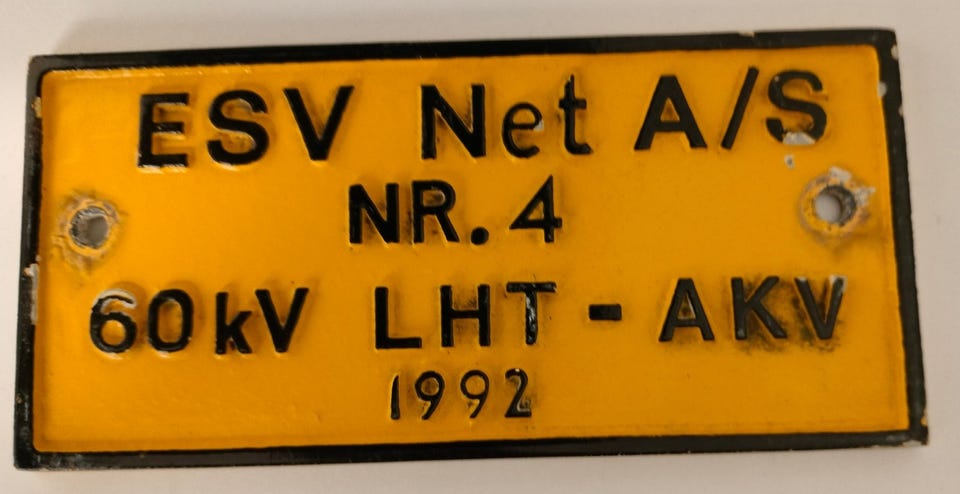 ESV Net A/S
NR. 4
60kV LHT - AKV
1992